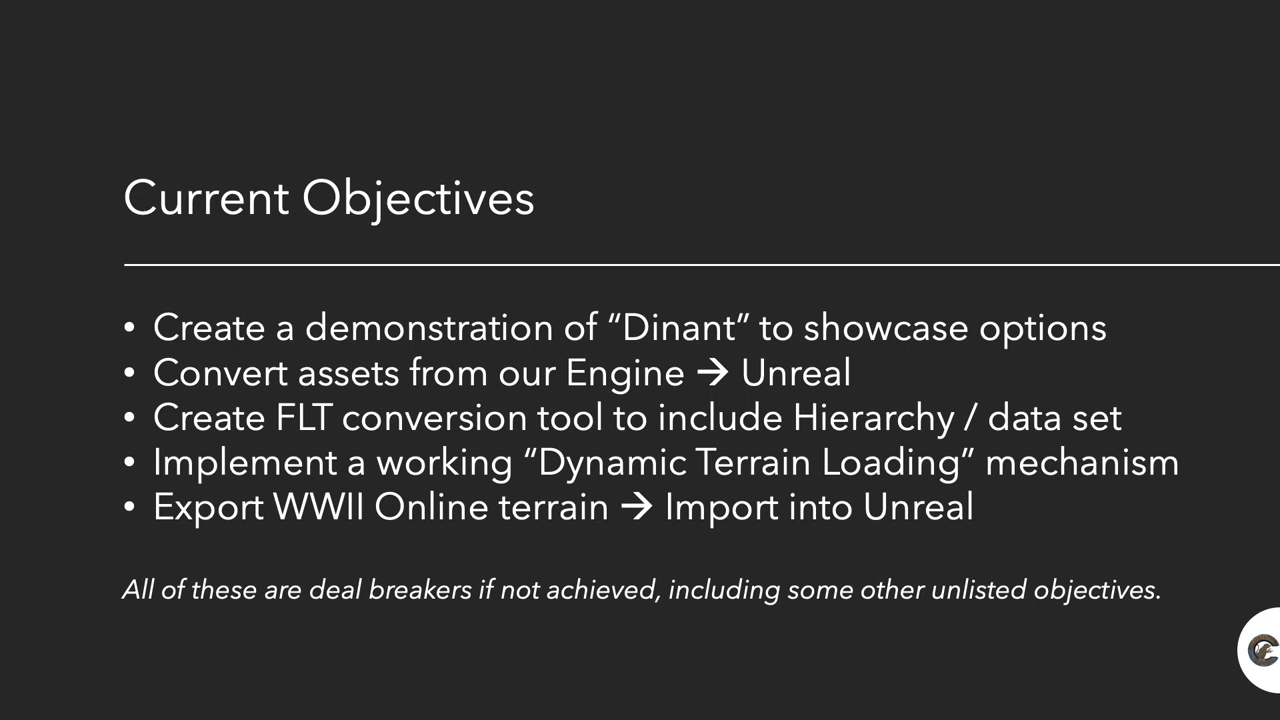 Current Objectives
• Create a demonstration of “Dinant” to showcase options
• Convert assets from our Engine → Unreal
• Create FLT conversion tool to include Hierarchy / data set
• Implement a working “Dynamic Terrain Loading” mechanism
• Export WWII Online terrain → Import into Unreal
All of these are deal breakers if not achieved, including some other unlisted objectives.